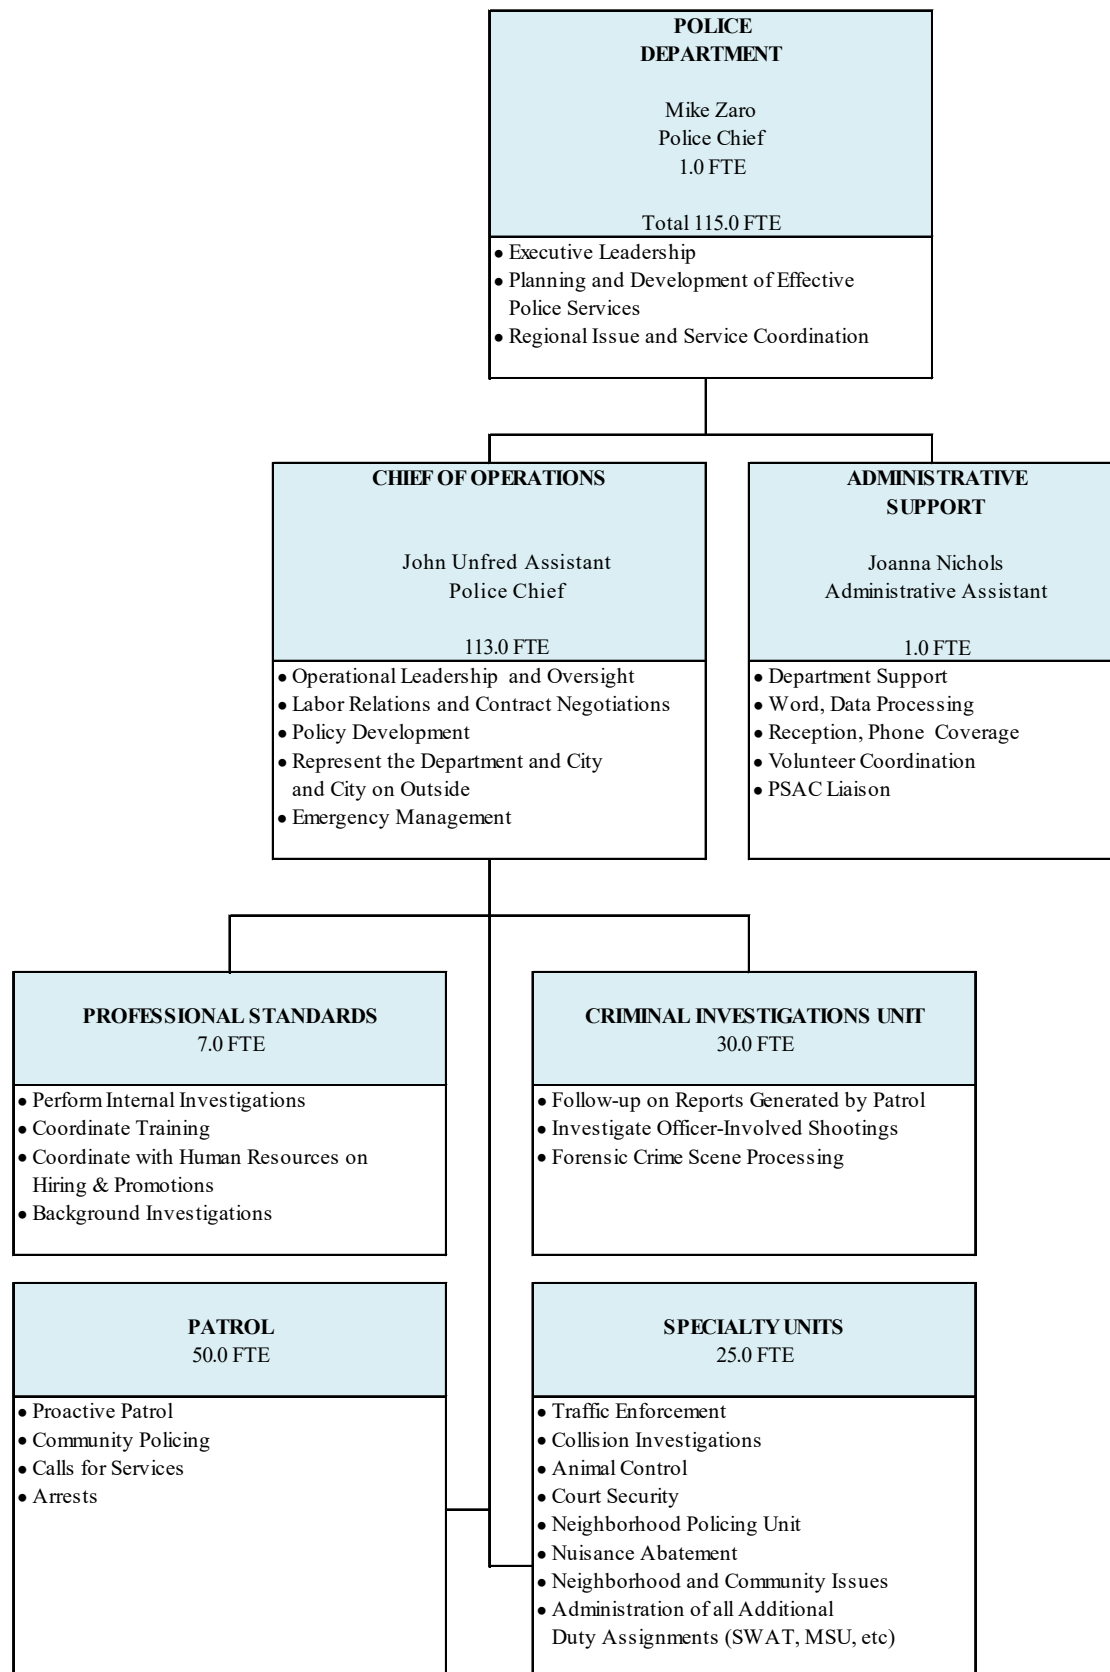 POLICE
DEPARTMENT
Mike Zaro
Police Chief
1.0 FTE
Total 115.0 FTE
• Executive Leadership
• Planning and Development of Effective
Police Services
• Regional Issue and Service Coordination
CHIEF OF OPERATIONS
John Unfred Assistant
Police Chief
113.0 FTE
• Operational Leadership and Oversight
• Labor Relations and Contract Negotiations
• Policy Development
• Represent the Department and City
and City on Outside
• Emergency Management
ADMINISTRATIVE
SUPPORT
Joanna Nichols
Administrative Assistant
1.0 FTE
• Department Support
• Word, Data Processing
• Reception, Phone Coverage
• Volunteer Coordination
• PSAC Liaison
PROFESSIONAL STANDARDS
7.0 FTE
• Perform Internal Investigations
• Coordinate Training
• Coordinate with Human Resources on
Hiring & Promotions
• Background Investigations
CRIMINAL INVESTIGATIONS UNIT
30.0 FTE
• Follow-up on Reports Generated by Patrol
• Investigate Officer-Involved Shootings
• Forensic Crime Scene Processing
PATROL
50.0 FTE
• Proactive Patrol
• Community Policing
• Calls for Services
• Arrests
SPECIALTY UNITS
25.0 FTE
• Traffic Enforcement
• Collision Investigations
• Animal Control
• Court Security
• Neighborhood Policing Unit
• Nuisance Abatement
• Neighborhood and Community Issues
• Administration of all Additional
Duty Assignments (SWAT, MSU, etc)